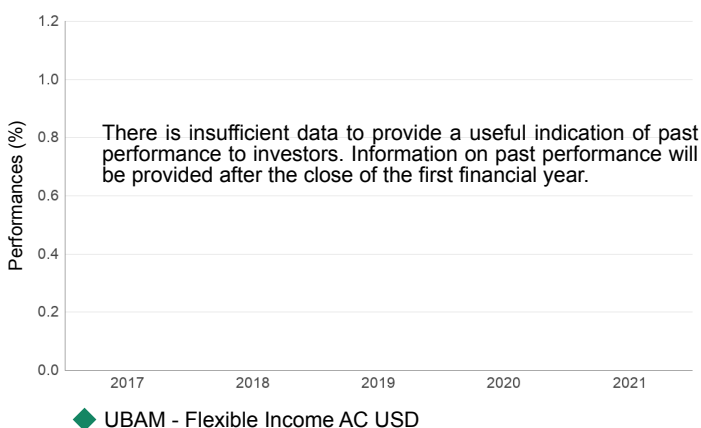 1.2
1.0
0.8
0.6
0.4
0.2
0.0
Performances (%)
There is insufficient data to provide a useful indication of past
performance to investors. Information on past performance will
be provided after the close of the first financial year.
2017 2018 2019 2020 2021
UBAM - Flexible Income AC USD